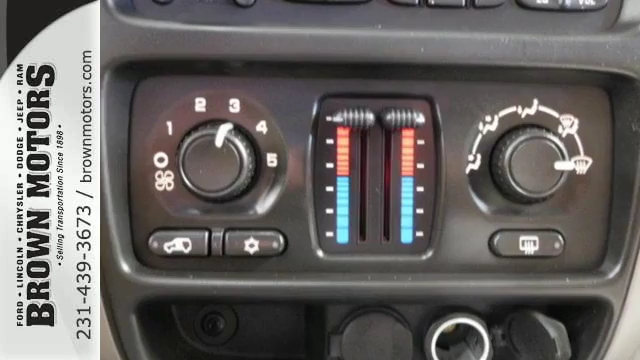 FORD • LINCOLN • CHRYSLER • DODGE • JEEP • RAM
BROWN MOTORS
• Selling Transportation Since 1898 •
231-439-3673 / brownmotors.com
VOL
0
1
2
3
4
5